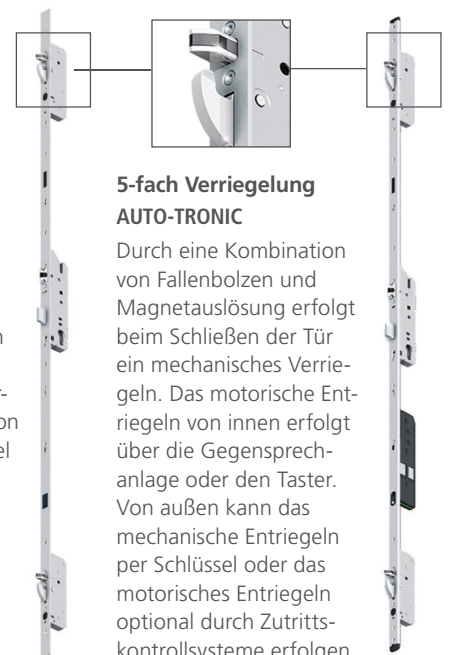 5-fach Verriegelung
AUTO-TRONIC
Durch eine Kombination
von Fallenbolzen und
Magnetauslösung erfolgt
beim Schließen der Tür
ein mechanisches Verrie-
geln. Das motorische Ent-
riegeln von innen erfolgt
über die Gegensprech-
anlage oder den Taster.
Von außen kann das
mechanische Entriegeln
per Schlüssel oder das
motorisches Entriegeln
optional durch Zutritts-
kontrollsysteme erfolgen